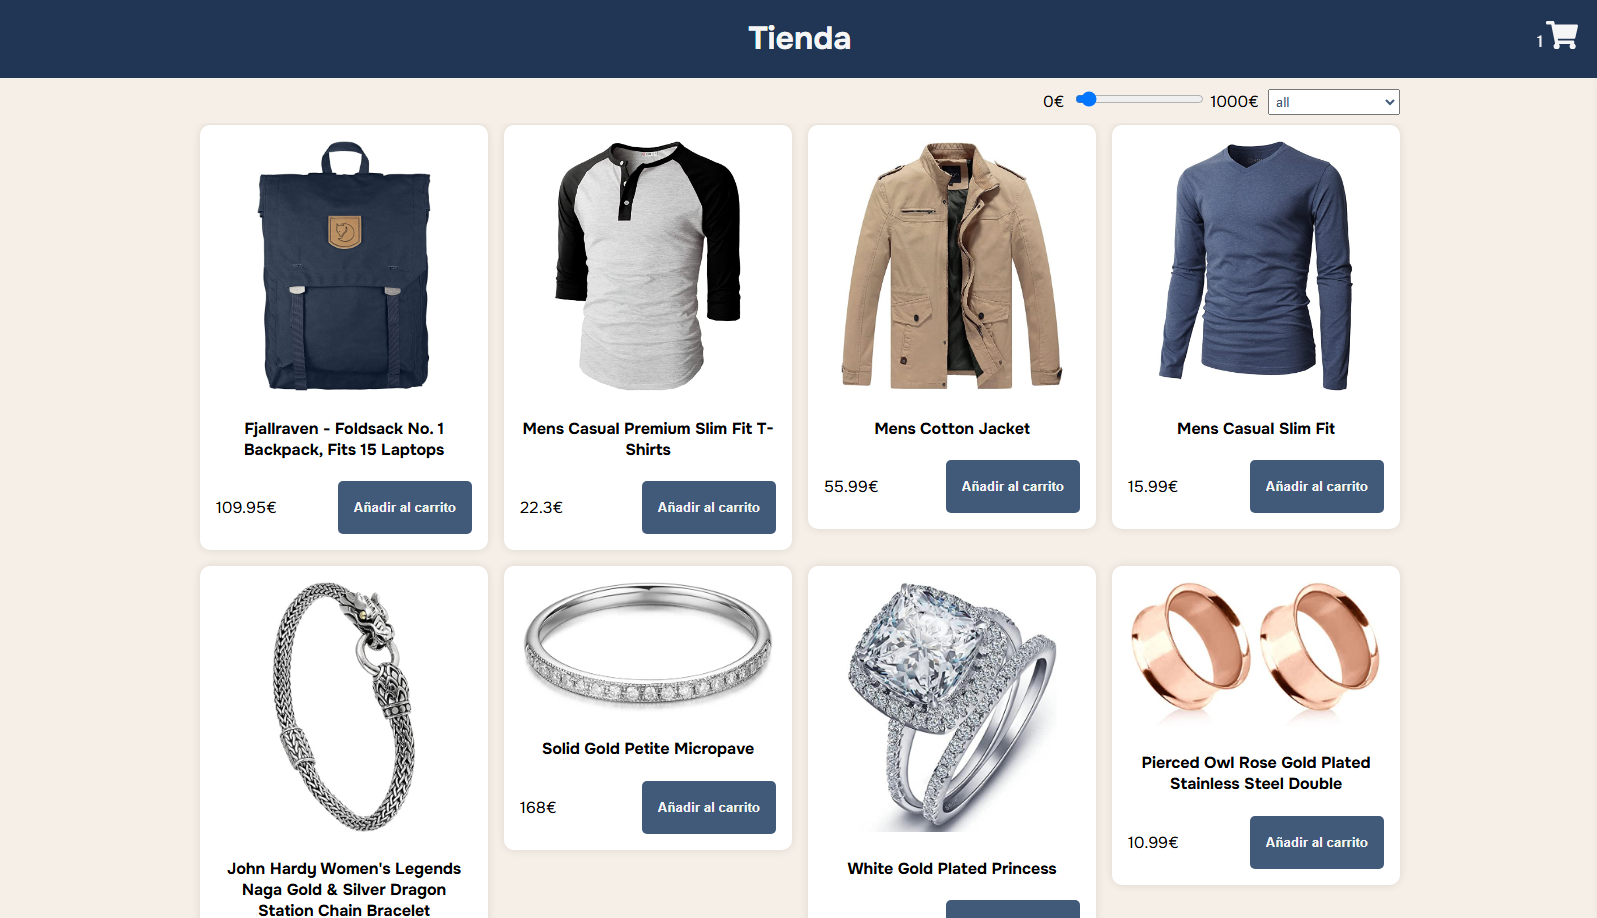 Tienda
1
0€ 1000€ all
Fjallraven - Foldsack No. 1
Backpack, Fits 15 Laptops
109.95€ Añadir al carrito
Mens Casual Premium Slim Fit T-
Shirts
22.3€ Añadir al carrito
Mens Cotton Jacket
55.99€ Añadir al carrito
Mens Casual Slim Fit
15.99€ Añadir al carrito
John Hardy Women's Legends
Naga Gold & Silver Dragon
Station Chain Bracelet
Solid Gold Petite Micropave
168€ Añadir al carrito
White Gold Plated Princess
Pierced Owl Rose Gold Plated
Stainless Steel Double
10.99€ Añadir al carrito